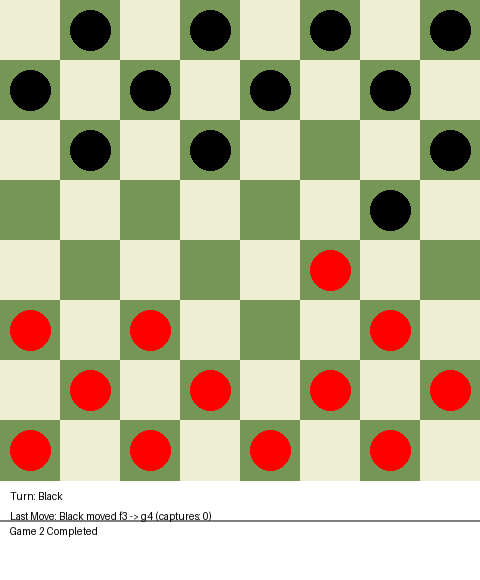 Turn: Black
Last Move: Black moved f3 -> g4 (captures: 0)
Game 2 Completed